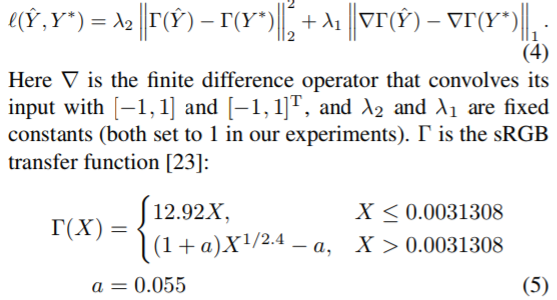 ℓ(Ŷ, Y*) = λ₂ ‖Γ(Ŷ) − Γ(Y*)‖₂² + λ₁ ‖∇Γ(Ŷ) − ∇Γ(Y*)‖₁ .
(4)
Here ∇ is the finite difference operator that convolves its
input with [−1, 1] and [−1, 1]ᵀ, and λ₂ and λ₁ are fixed
constants (both set to 1 in our experiments). Γ is the sRGB
transfer function [23]:
Γ(X) = { 12.92X, X ≤ 0.0031308
(1 + a)X^{1/2.4} − a, X > 0.0031308
a = 0.055 (5)